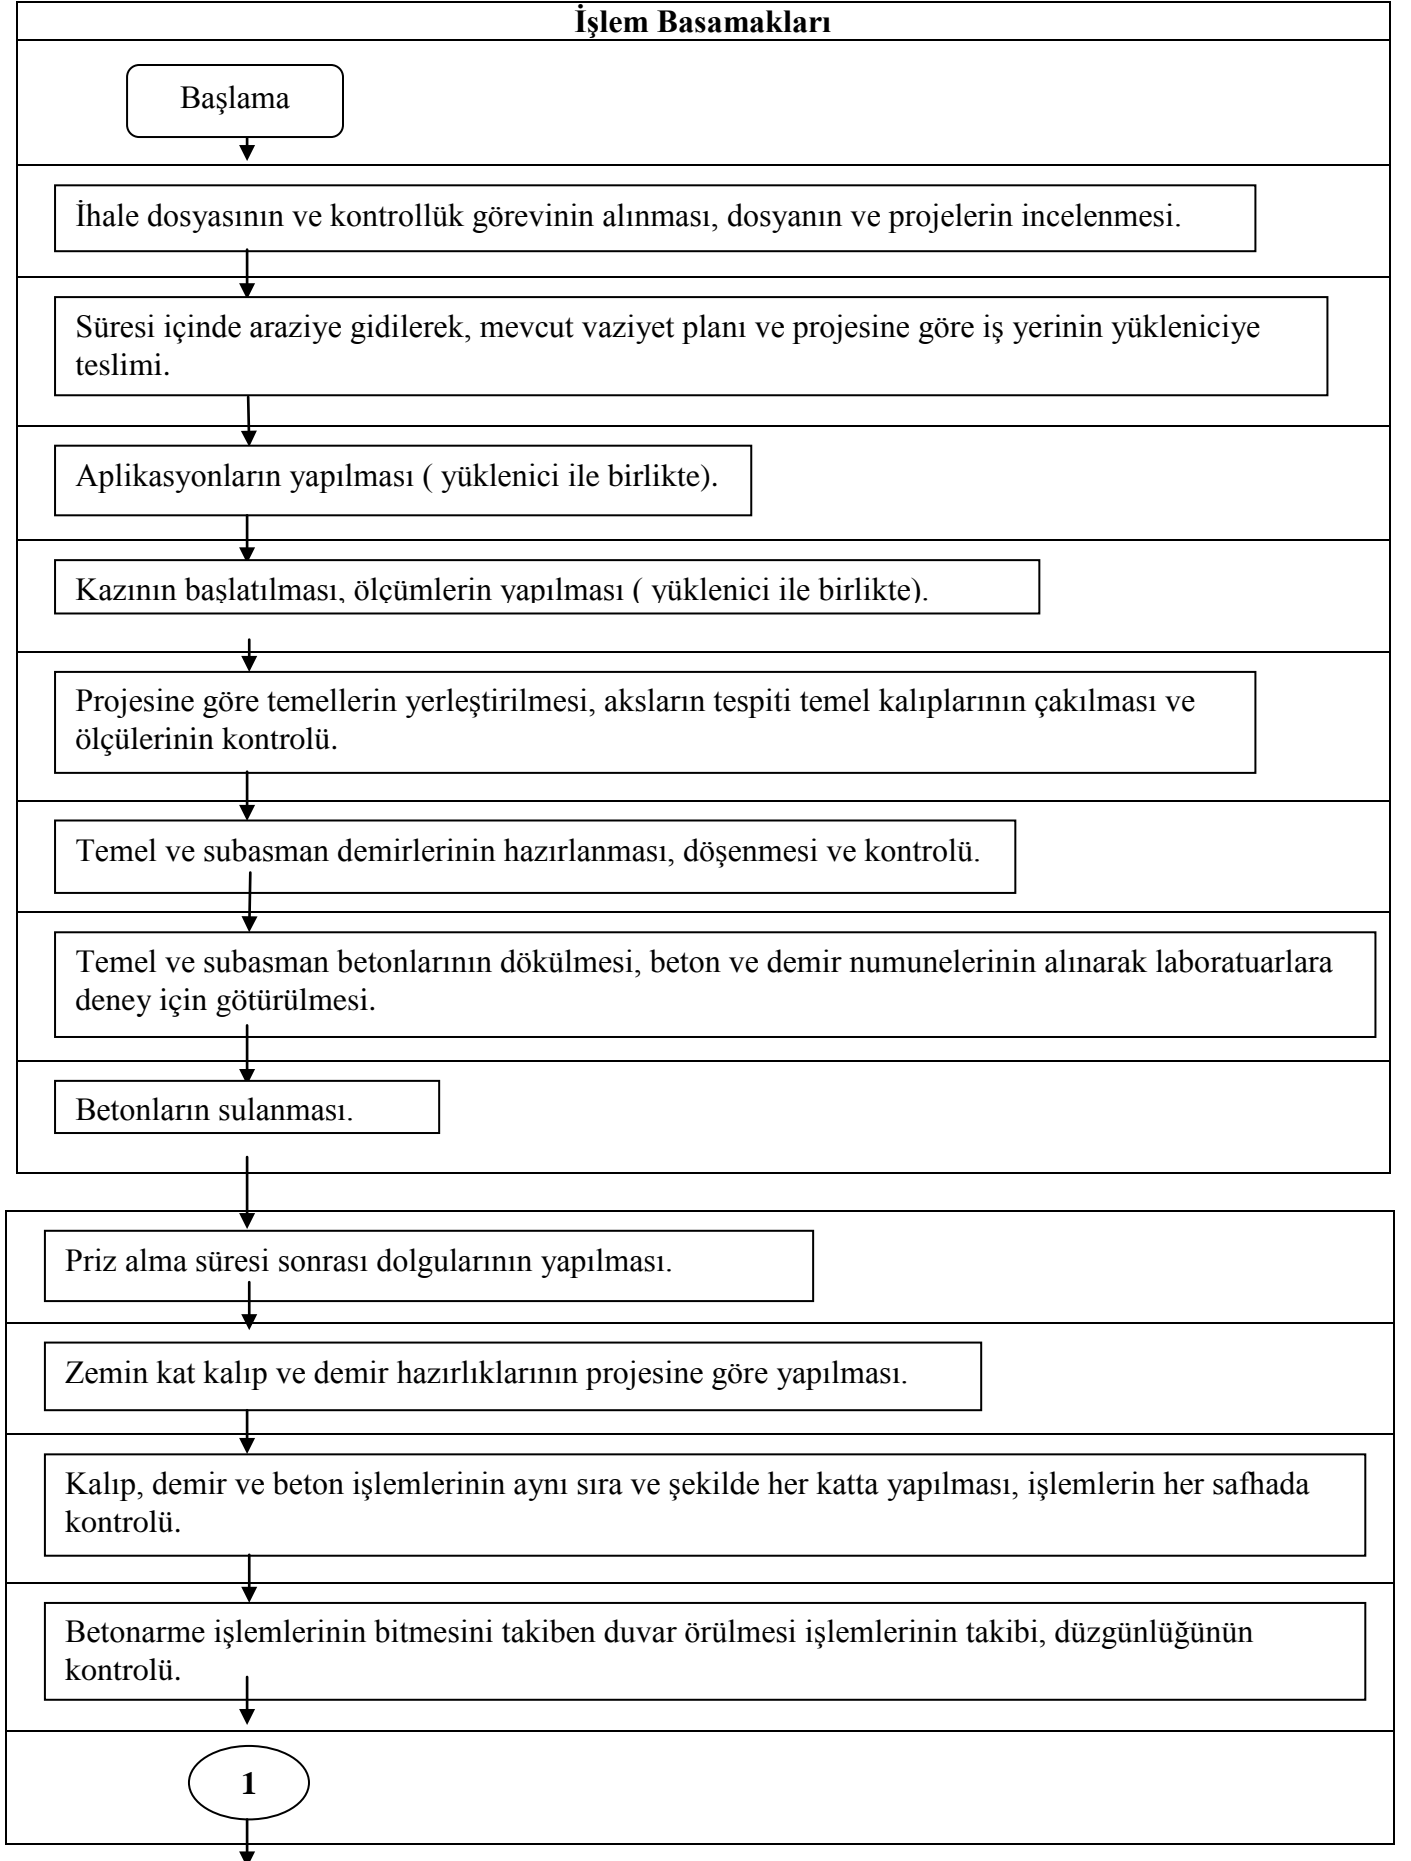 İşlem Basamakları
Başlama
İhale dosyasının ve kontrollük görevinin alınması, dosyanın ve projelerin incelenmesi.
Süresi içinde araziye gidilerek, mevcut vaziyet planı ve projesine göre iş yerinin yükleniciye
teslimi.
Aplikasyonların yapılması ( yüklenici ile birlikte).
Kazının başlatılması, ölçümlerin yapılması ( yüklenici ile birlikte).
Projesine göre temellerin yerleştirilmesi, aksların tespiti temel kalıplarının çakılması ve
ölçülerinin kontrolü.
Temel ve subasman demirlerinin hazırlanması, döşenmesi ve kontrolü.
Temel ve subasman betonlarının dökülmesi, beton ve demir numunelerinin alınarak laboratuarlara
deney için götürülmesi.
Betonların sulanması.
Priz alma süresi sonrası dolgularının yapılması.
Zemin kat kalıp ve demir hazırlıklarının projesine göre yapılması.
Kalıp, demir ve beton işlemlerinin aynı sıra ve şekilde her katta yapılması, işlemlerin her safhada
kontrolü.
Betonarme işlemlerinin bitmesini takiben duvar örülmesi işlemlerinin takibi, düzgünlüğünün
kontrolü.
1